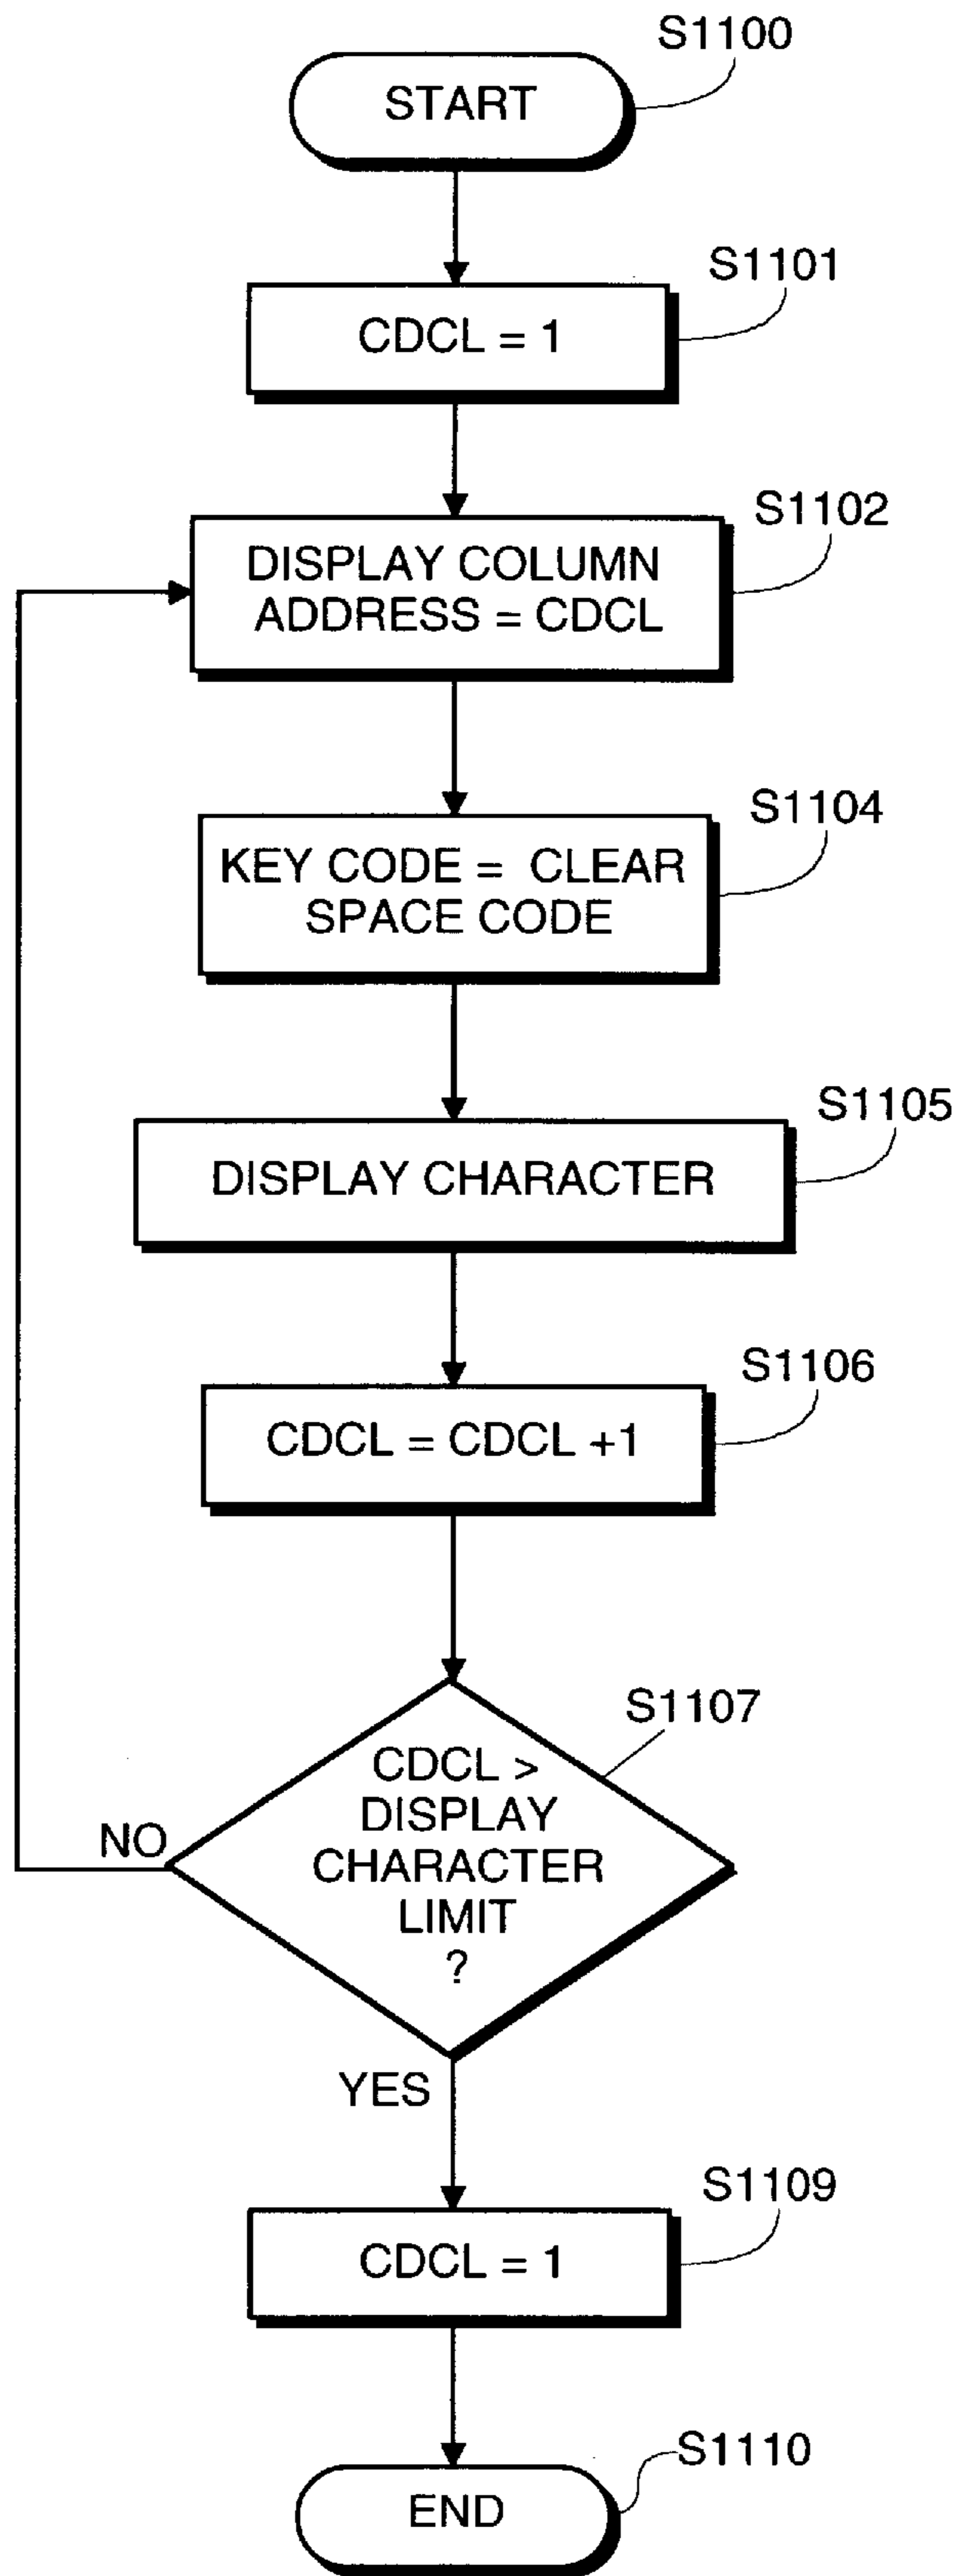 S1100
START
S1101
CDCL = 1
S1102
DISPLAY COLUMN
ADDRESS = CDCL
S1104
KEY CODE = CLEAR
SPACE CODE
S1105
DISPLAY CHARACTER
S1106
CDCL = CDCL +1
S1107
CDCL >
DISPLAY
CHARACTER
LIMIT
?
NO
YES
S1109
CDCL = 1
S1110
END